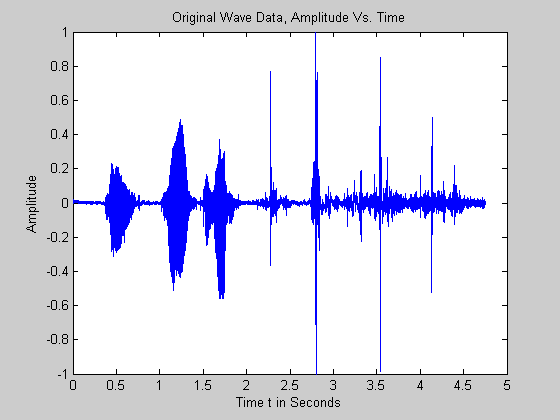 Original Wave Data, Amplitude Vs. Time
1
0.8
0.6
0.4
0.2
0
-0.2
-0.4
-0.6
-0.8
-1
Amplitude
0 0.5 1 1.5 2 2.5 3 3.5 4 4.5 5
Time t in Seconds